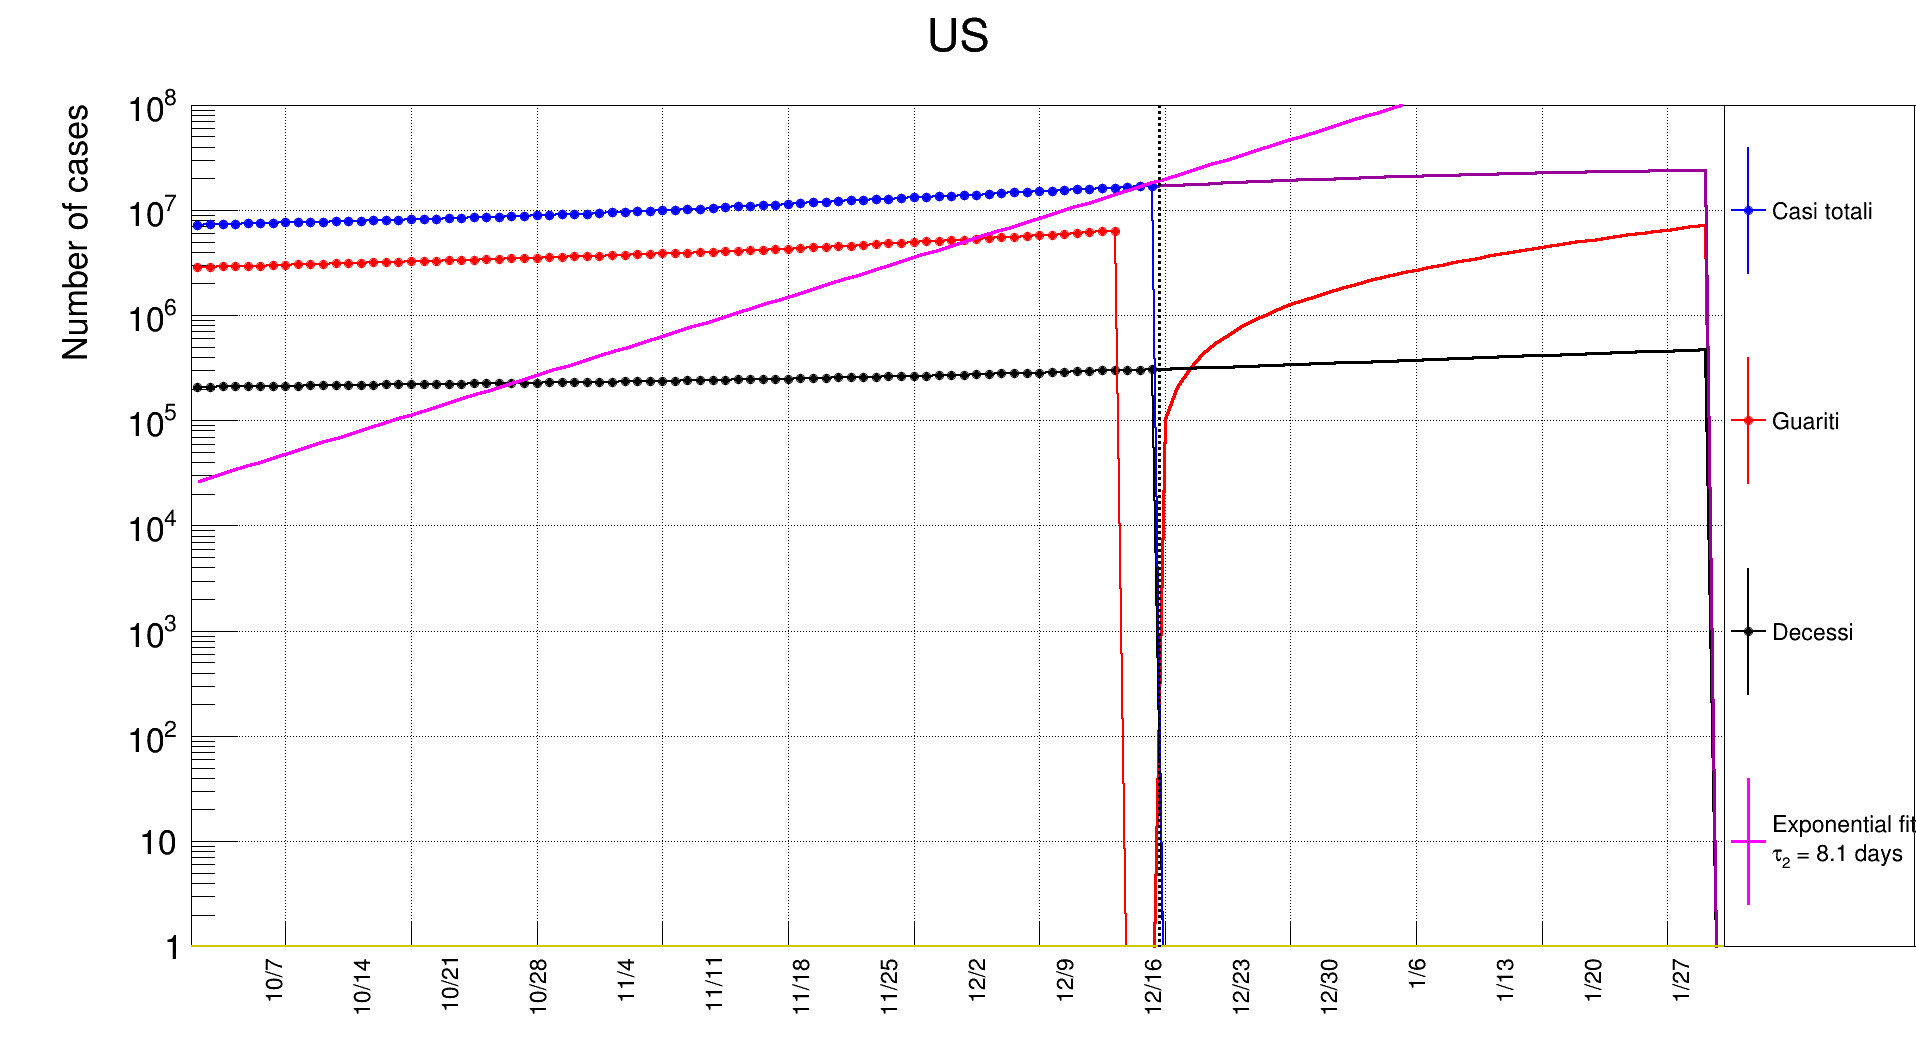 US
Number of cases
10^8
10^7
10^6
10^5
10^4
10^3
10^2
10
1
10/7 10/14 10/21 10/28 11/4 11/11 11/18 11/25 12/2 12/9 12/16 12/23 12/30 1/6 1/13 1/20 1/27
Casi totali
Guariti
Decessi
Exponential fit
τ₂ = 8.1 days